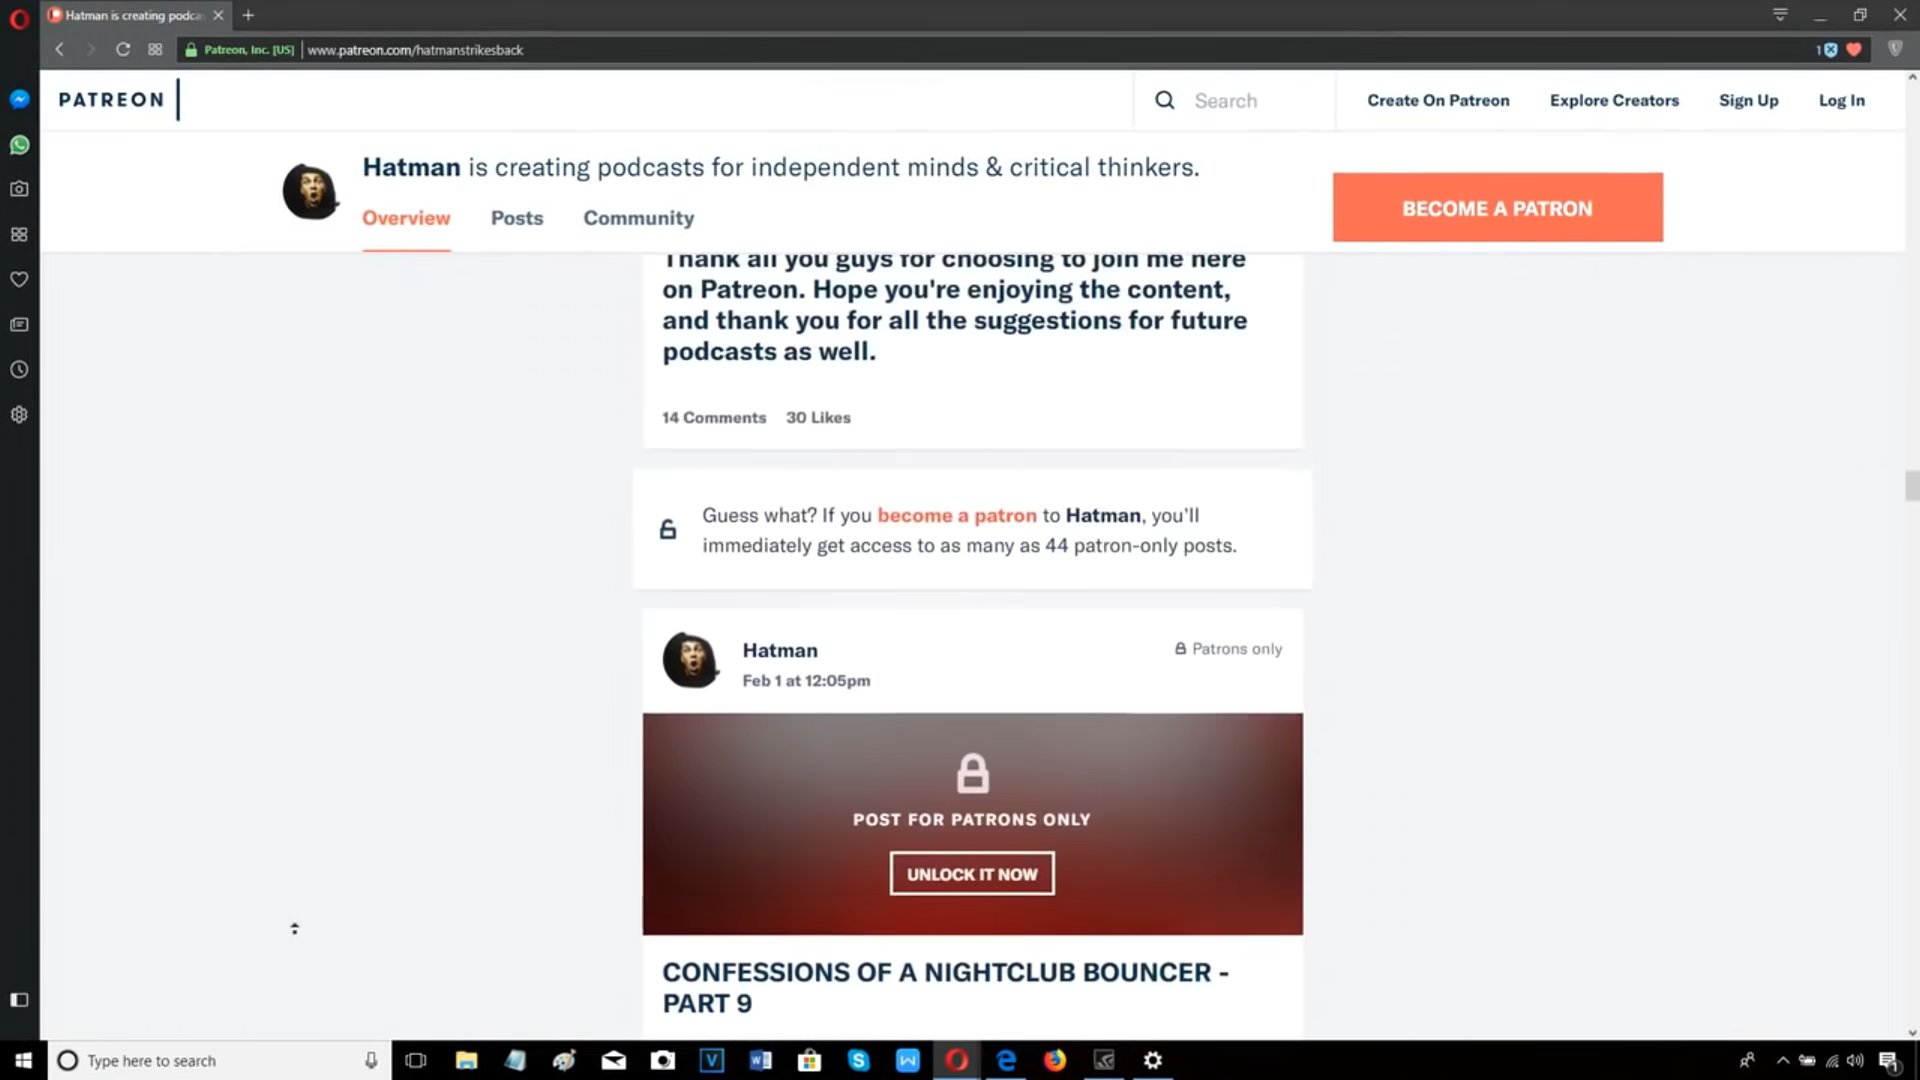 Hatman is creating podca
Patreon, Inc. [US] www.patreon.com/hatmanstrikesback
1
PATREON
Search
Create On Patreon
Explore Creators
Sign Up
Log In
Hatman is creating podcasts for independent minds & critical thinkers.
Overview
Posts
Community
BECOME A PATRON
Thank all you guys for choosing to join me here
on Patreon. Hope you're enjoying the content,
and thank you for all the suggestions for future
podcasts as well.
14 Comments 30 Likes
Guess what? If you become a patron to Hatman, you'll
immediately get access to as many as 44 patron-only posts.
Hatman
Patrons only
Feb 1 at 12:05pm
POST FOR PATRONS ONLY
UNLOCK IT NOW
CONFESSIONS OF A NIGHTCLUB BOUNCER -
PART 9
Type here to search